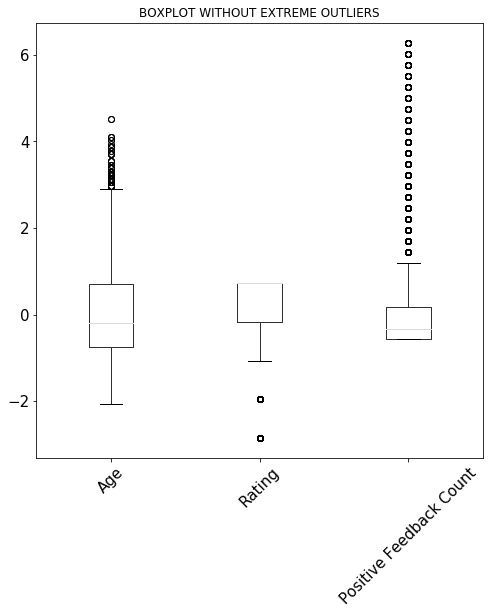 BOXPLOT WITHOUT EXTREME OUTLIERS
6
4
2
0
−2
Age
Rating
Positive Feedback Count